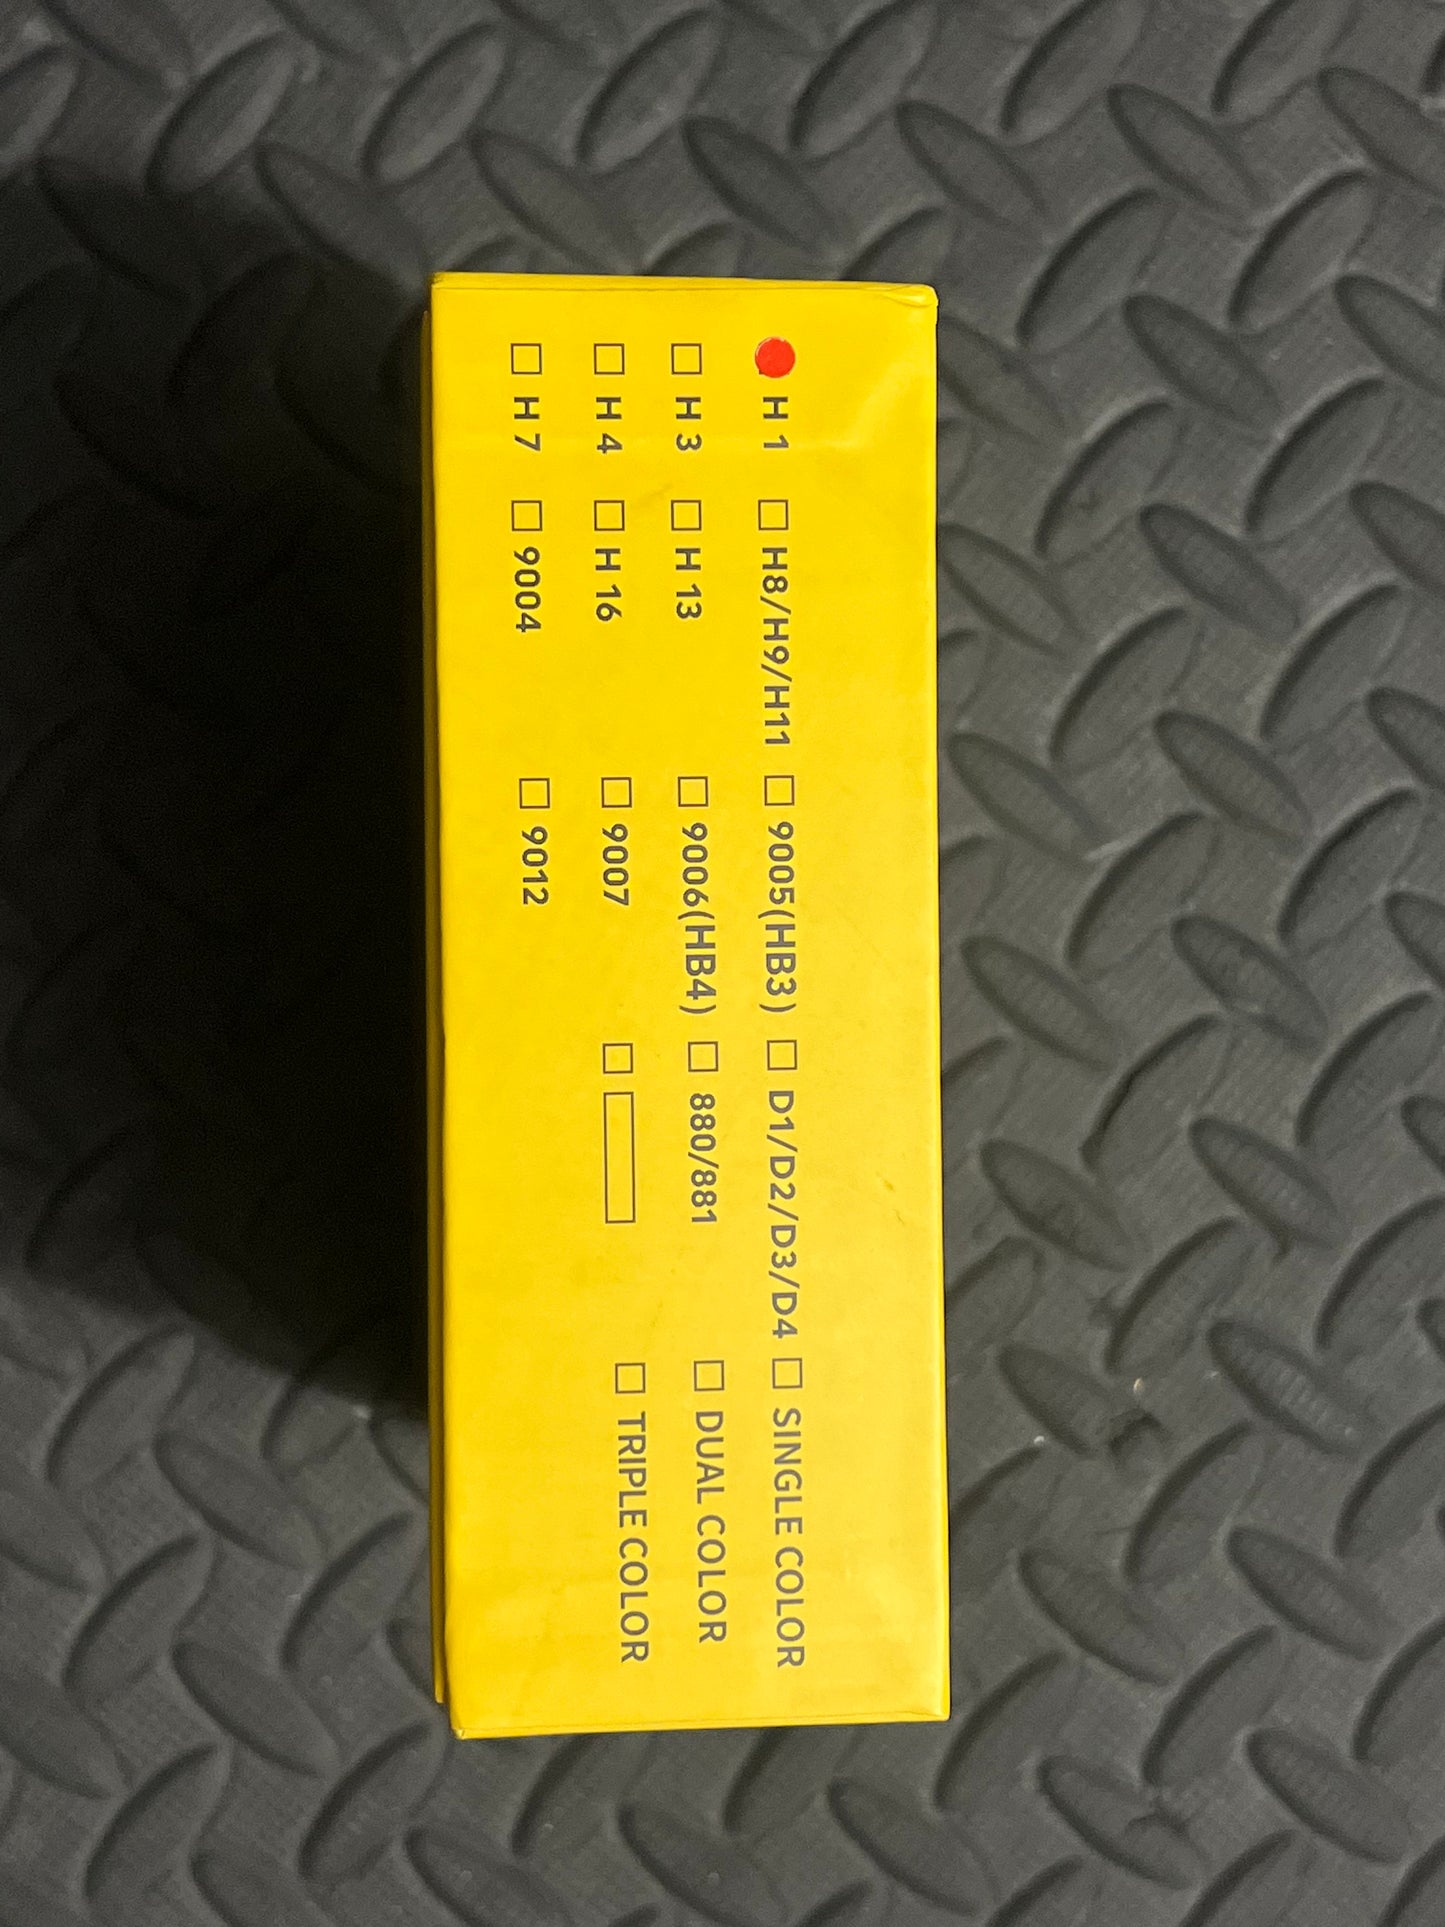 H 1 □ H8/H9/H11 □ 9005(HB3) □ D1/D2/D3/D4 □ SINGLE COLOR
□ H 3 □ H 13 □ 9006(HB4) □ 880/881 □ DUAL COLOR
□ H 4 □ H 16 □ 9007 □ □ TRIPLE COLOR
□ H 7 □ 9004 □ 9012